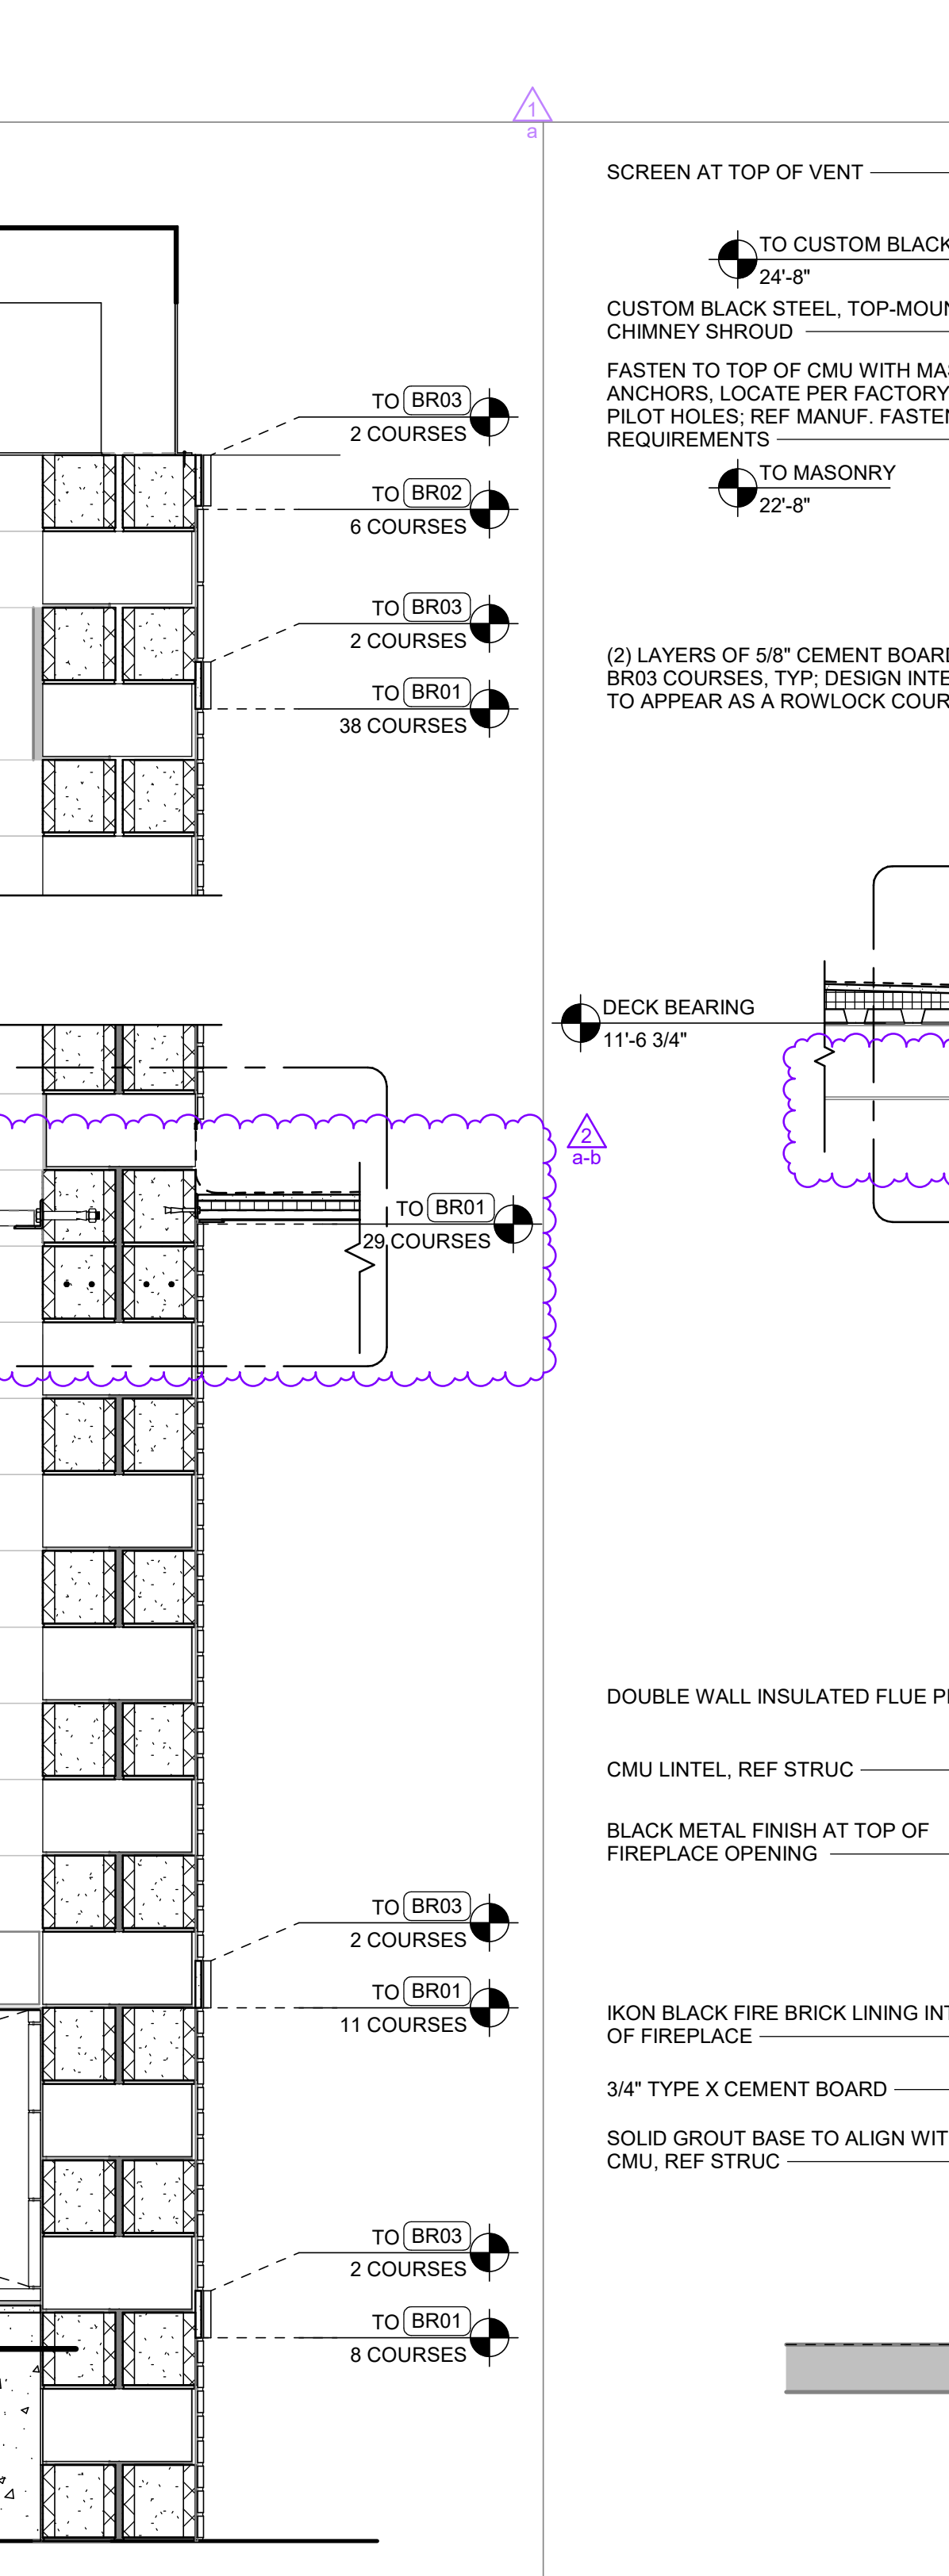 1
a
TO BR03
2 COURSES
TO BR02
6 COURSES
TO BR03
2 COURSES
TO BR01
38 COURSES
2
a-b
TO BR01
29 COURSES
TO BR03
2 COURSES
TO BR01
11 COURSES
TO BR03
2 COURSES
TO BR01
8 COURSES
SCREEN AT TOP OF VENT
TO CUSTOM BLACK
24'-8"
CUSTOM BLACK STEEL, TOP-MOUN
CHIMNEY SHROUD
FASTEN TO TOP OF CMU WITH MAS
ANCHORS, LOCATE PER FACTORY
PILOT HOLES; REF MANUF. FASTEN
REQUIREMENTS
TO MASONRY
22'-8"
(2) LAYERS OF 5/8" CEMENT BOARD
BR03 COURSES, TYP; DESIGN INTE
TO APPEAR AS A ROWLOCK COUR
DECK BEARING
11'-6 3/4"
DOUBLE WALL INSULATED FLUE PI
CMU LINTEL, REF STRUC
BLACK METAL FINISH AT TOP OF
FIREPLACE OPENING
IKON BLACK FIRE BRICK LINING INT
OF FIREPLACE
3/4" TYPE X CEMENT BOARD
SOLID GROUT BASE TO ALIGN WIT
CMU, REF STRUC